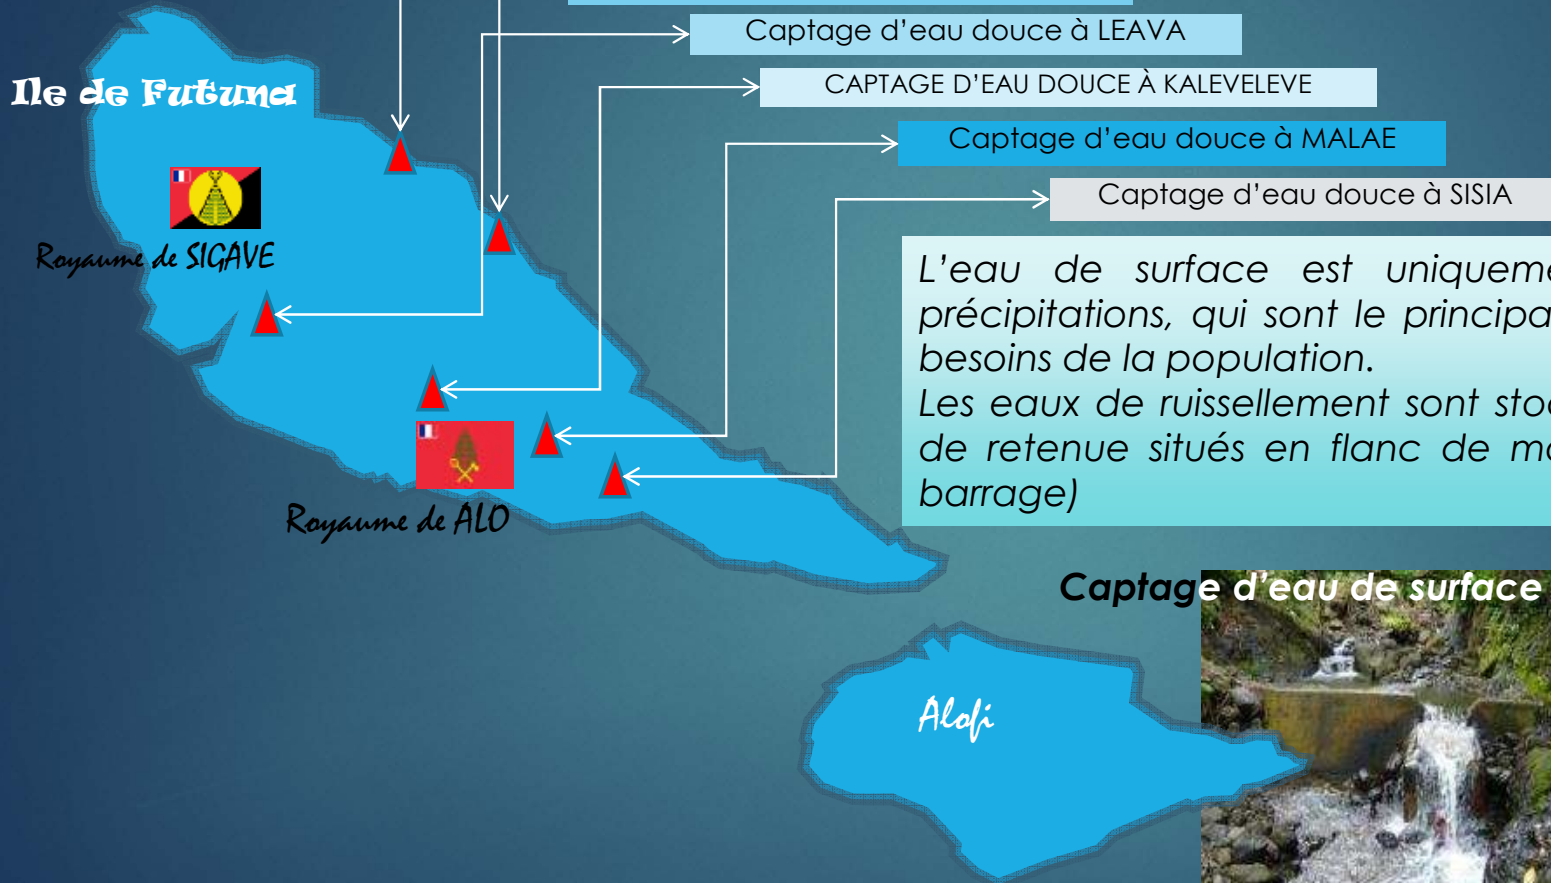 Captage d’eau douce à LEAVA
Ile de Futuna
CAPTAGE D’EAU DOUCE À KALEVELEVE
Captage d’eau douce à MALAE
Captage d’eau douce à SISIA
Royaume de SIGAVE
L’eau de surface est
précipitations, qui sont le
besoins de la population.
Les eaux de ruissellement sont
de retenue situés en flanc de
barrage)
Royaume de ALO
Captage d’eau de surface
Alofi